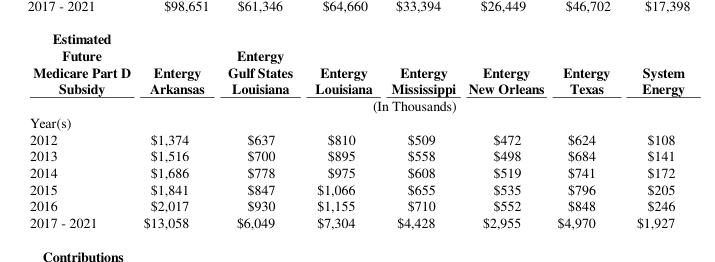 2017 - 2021 $98,651 $61,346 $64,660 $33,394 $26,449 $46,702 $17,398
Estimated
Future Entergy
Medicare Part D Entergy Gulf States Entergy Entergy Entergy Entergy System
Subsidy Arkansas Louisiana Louisiana Mississippi New Orleans Texas Energy
(In Thousands)
Year(s)
2012 $1,374 $637 $810 $509 $472 $624 $108
2013 $1,516 $700 $895 $558 $498 $684 $141
2014 $1,686 $778 $975 $608 $519 $741 $172
2015 $1,841 $847 $1,066 $655 $535 $796 $205
2016 $2,017 $930 $1,155 $710 $552 $848 $246
2017 - 2021 $13,058 $6,049 $7,304 $4,428 $2,955 $4,970 $1,927
Contributions